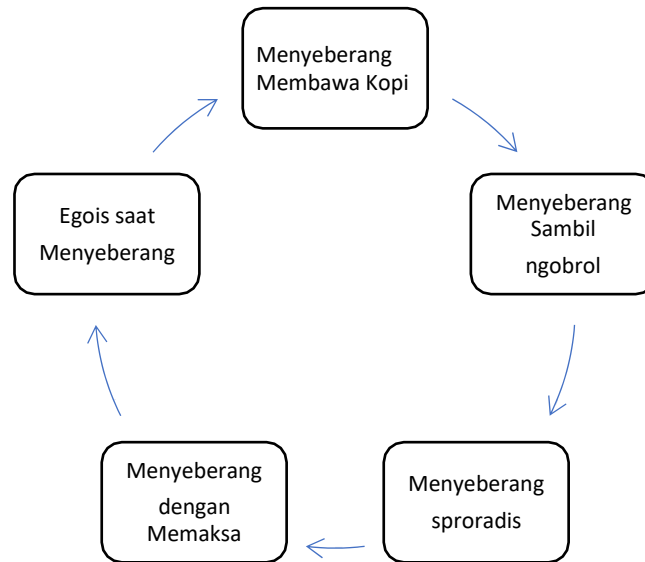 Menyeberang
Membawa Kopi
Menyeberang
Sambil
ngobrol
Menyeberang
sproradis
Menyeberang
dengan
Memaksa
Egois saat
Menyeberang